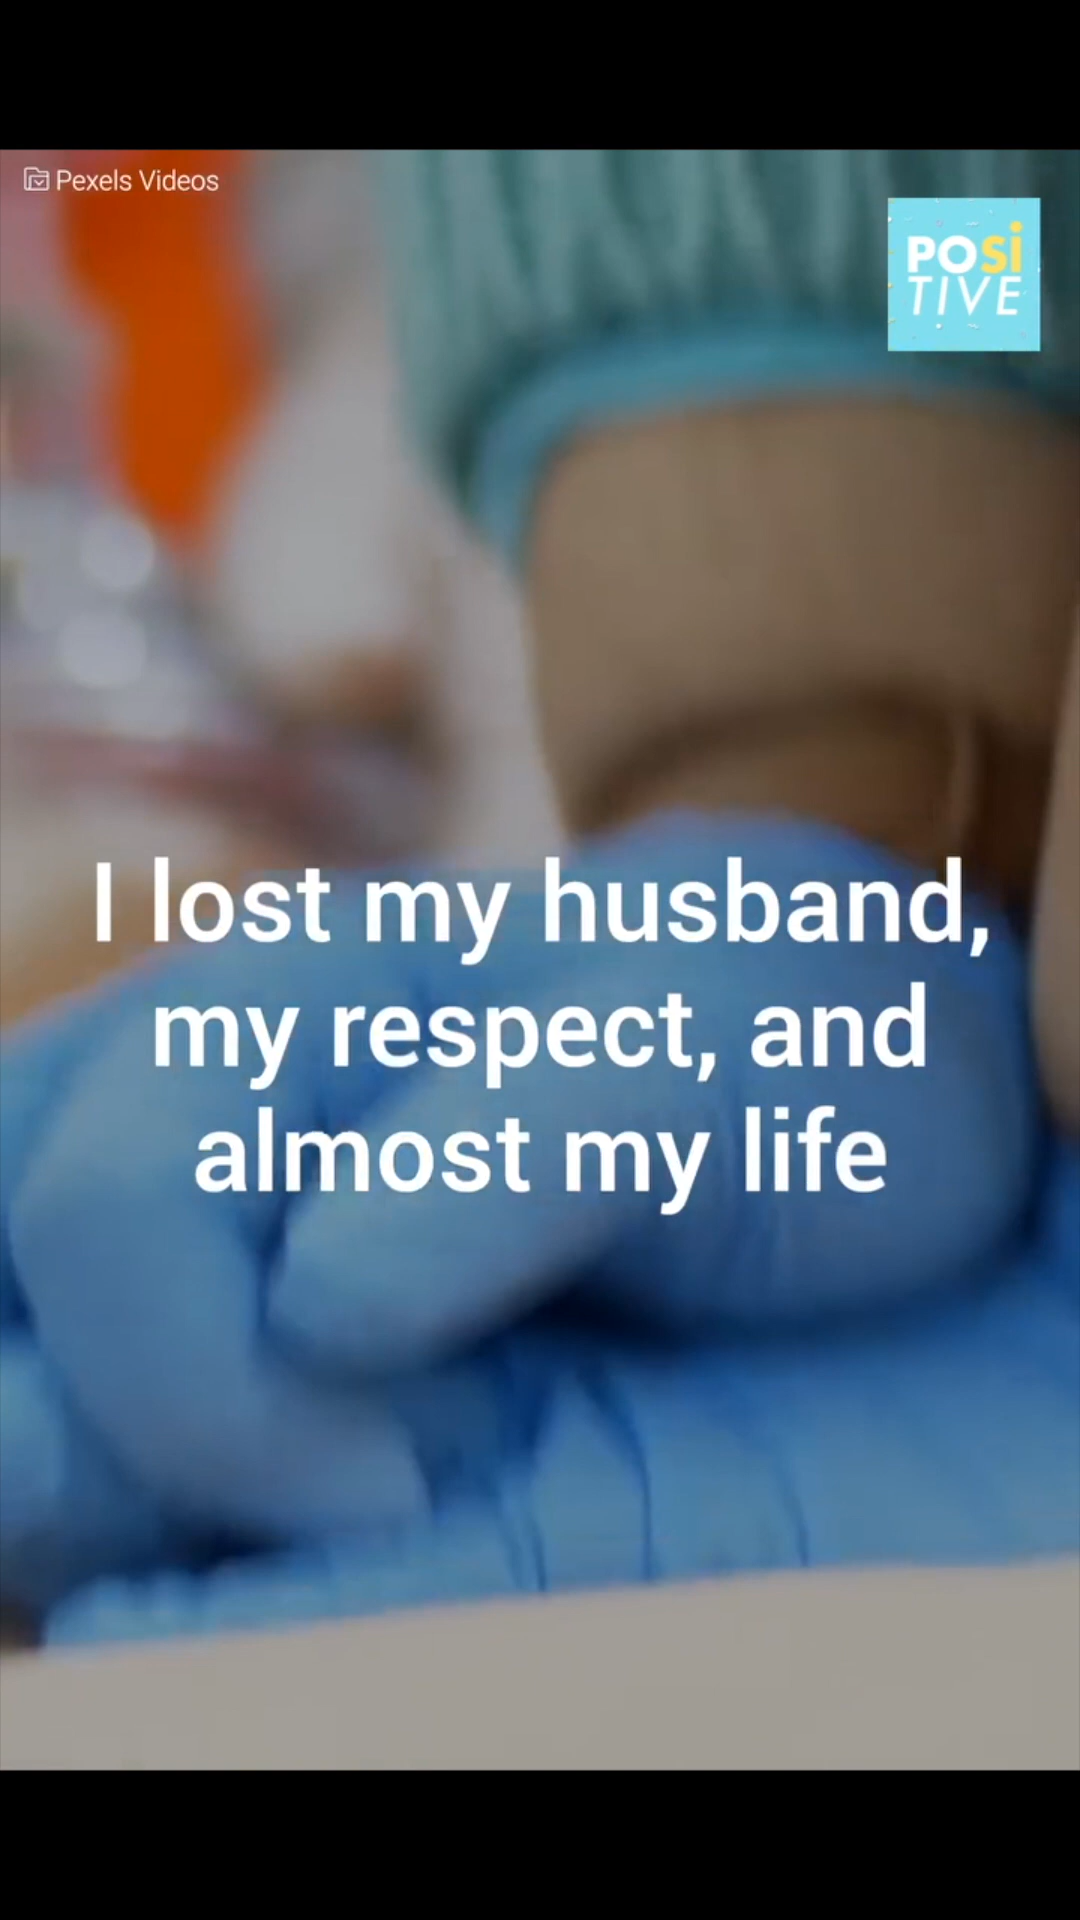 Pexels Videos
POSi
TIVE
I lost my husband,
my respect, and
almost my life